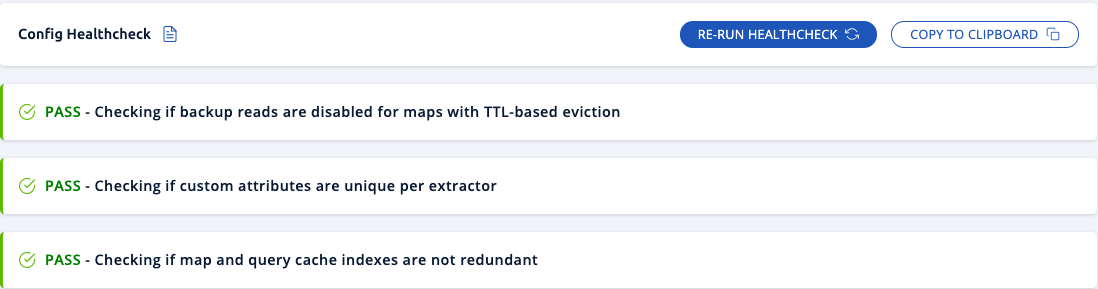 Config Healthcheck
RE-RUN HEALTHCHECK
COPY TO CLIPBOARD
PASS - Checking if backup reads are disabled for maps with TTL-based eviction
PASS - Checking if custom attributes are unique per extractor
PASS - Checking if map and query cache indexes are not redundant